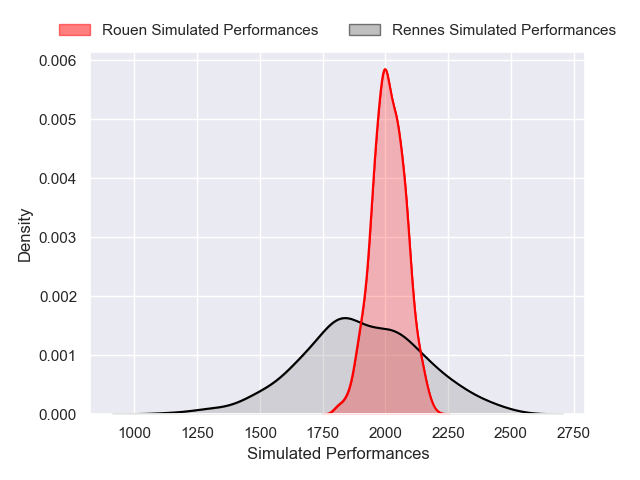 Rouen Simulated Performances Rennes Simulated Performances
0.006
0.005
0.004
0.003
0.002
0.001
0.000
Density
1000 1250 1500 1750 2000 2250 2500 2750
Simulated Performances